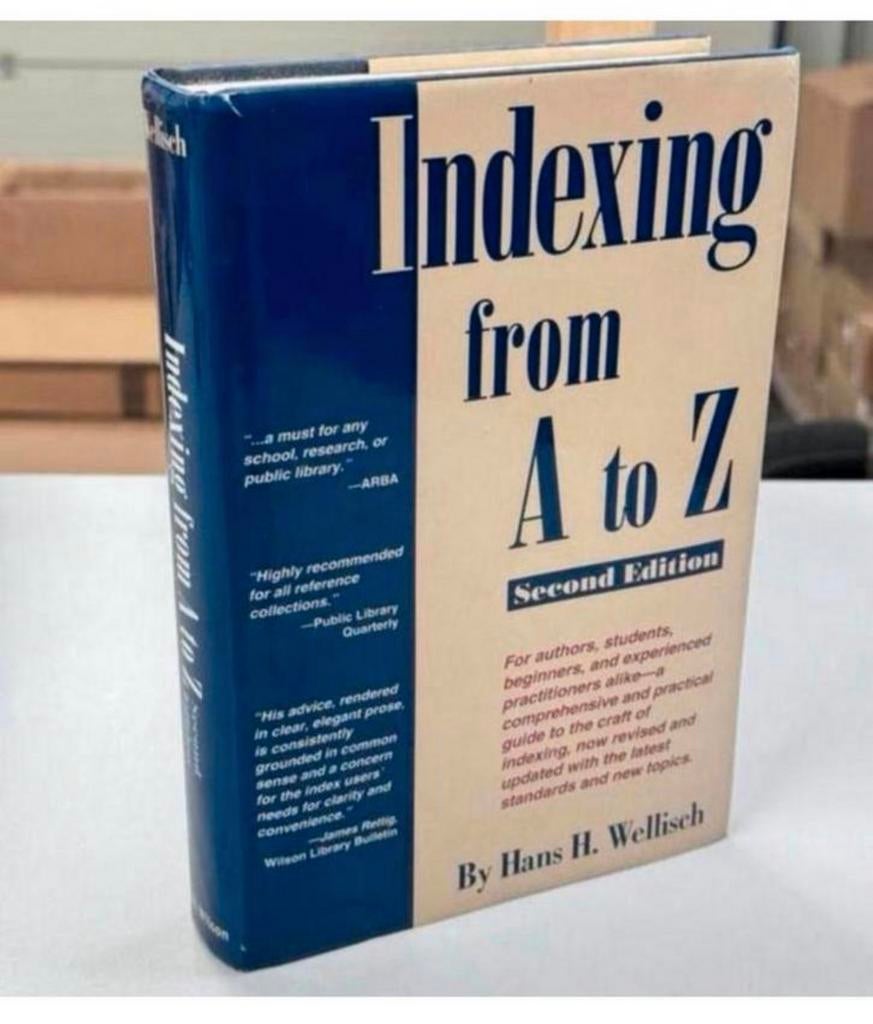 Indexing
from
A to Z
Second Edition
For authors, students,
beginners, and experienced
practitioners alike—a
comprehensive and practical
guide to the craft of
indexing, now revised and
updated with the latest
standards and new topics.
By Hans H. Wellisch
"...a must for any
school, research, or
public library."
—ARBA
"Highly recommended
for all reference
collections."
—Public Library
Quarterly
"His advice, rendered
in clear, elegant prose,
is consistently
grounded in common
sense and a concern
for the index users'
needs for clarity and
convenience."
—James Rettig,
Wilson Library Bulletin
Indexing from A to Z